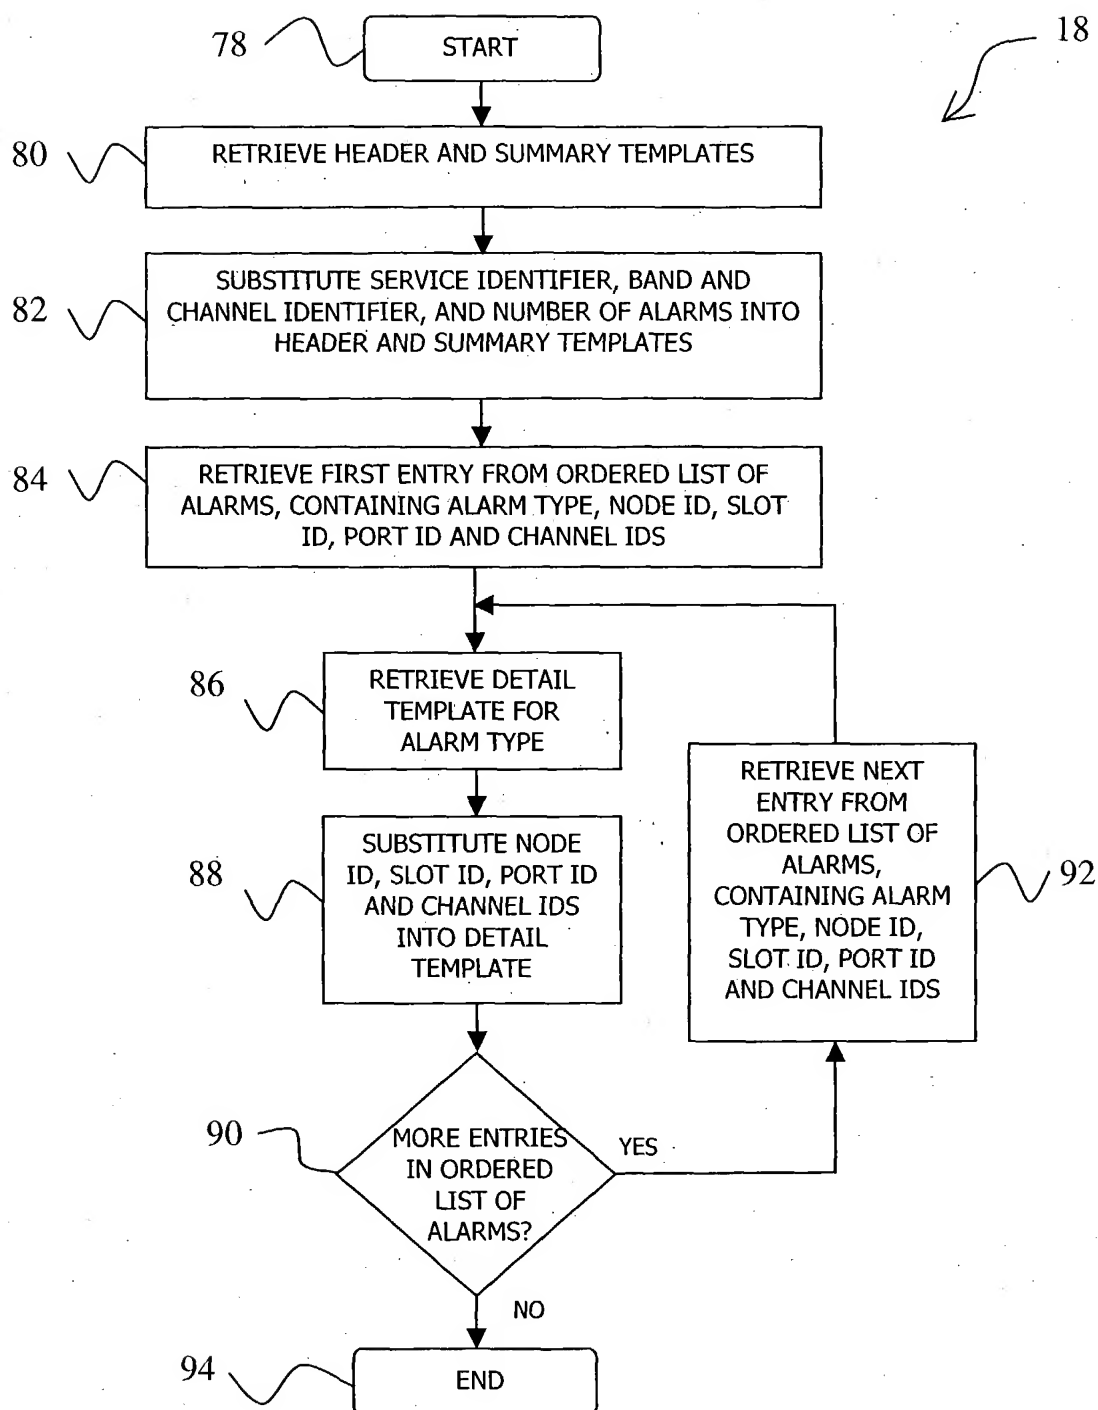 78
START
18
80
RETRIEVE HEADER AND SUMMARY TEMPLATES
82
SUBSTITUTE SERVICE IDENTIFIER, BAND AND
CHANNEL IDENTIFIER, AND NUMBER OF ALARMS INTO
HEADER AND SUMMARY TEMPLATES
84
RETRIEVE FIRST ENTRY FROM ORDERED LIST OF
ALARMS, CONTAINING ALARM TYPE, NODE ID, SLOT
ID, PORT ID AND CHANNEL IDS
86
RETRIEVE DETAIL
TEMPLATE FOR
ALARM TYPE
88
SUBSTITUTE NODE
ID, SLOT ID, PORT ID
AND CHANNEL IDS
INTO DETAIL
TEMPLATE
RETRIEVE NEXT
ENTRY FROM
ORDERED LIST OF
ALARMS,
CONTAINING ALARM
TYPE, NODE ID,
SLOT ID, PORT ID
AND CHANNEL IDS
92
90
MORE ENTRIES
IN ORDERED
LIST OF
ALARMS?
YES
NO
94
END